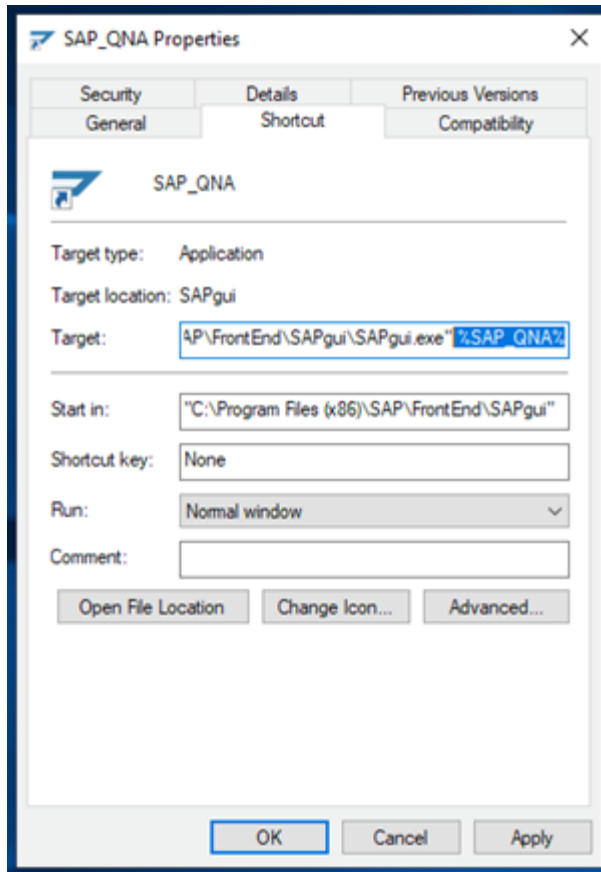 SAP_QNA Properties
Security Details Previous Versions
General Shortcut Compatibility
SAP_QNA
Target type: Application
Target location: SAPgui
Target: AP\FrontEnd\SAPgui\SAPgui.exe" %SAP_QNA%
Start in: "C:\Program Files (x86)\SAP\FrontEnd\SAPgui"
Shortcut key: None
Run: Normal window
Comment:
Open File Location Change Icon... Advanced...
OK Cancel Apply